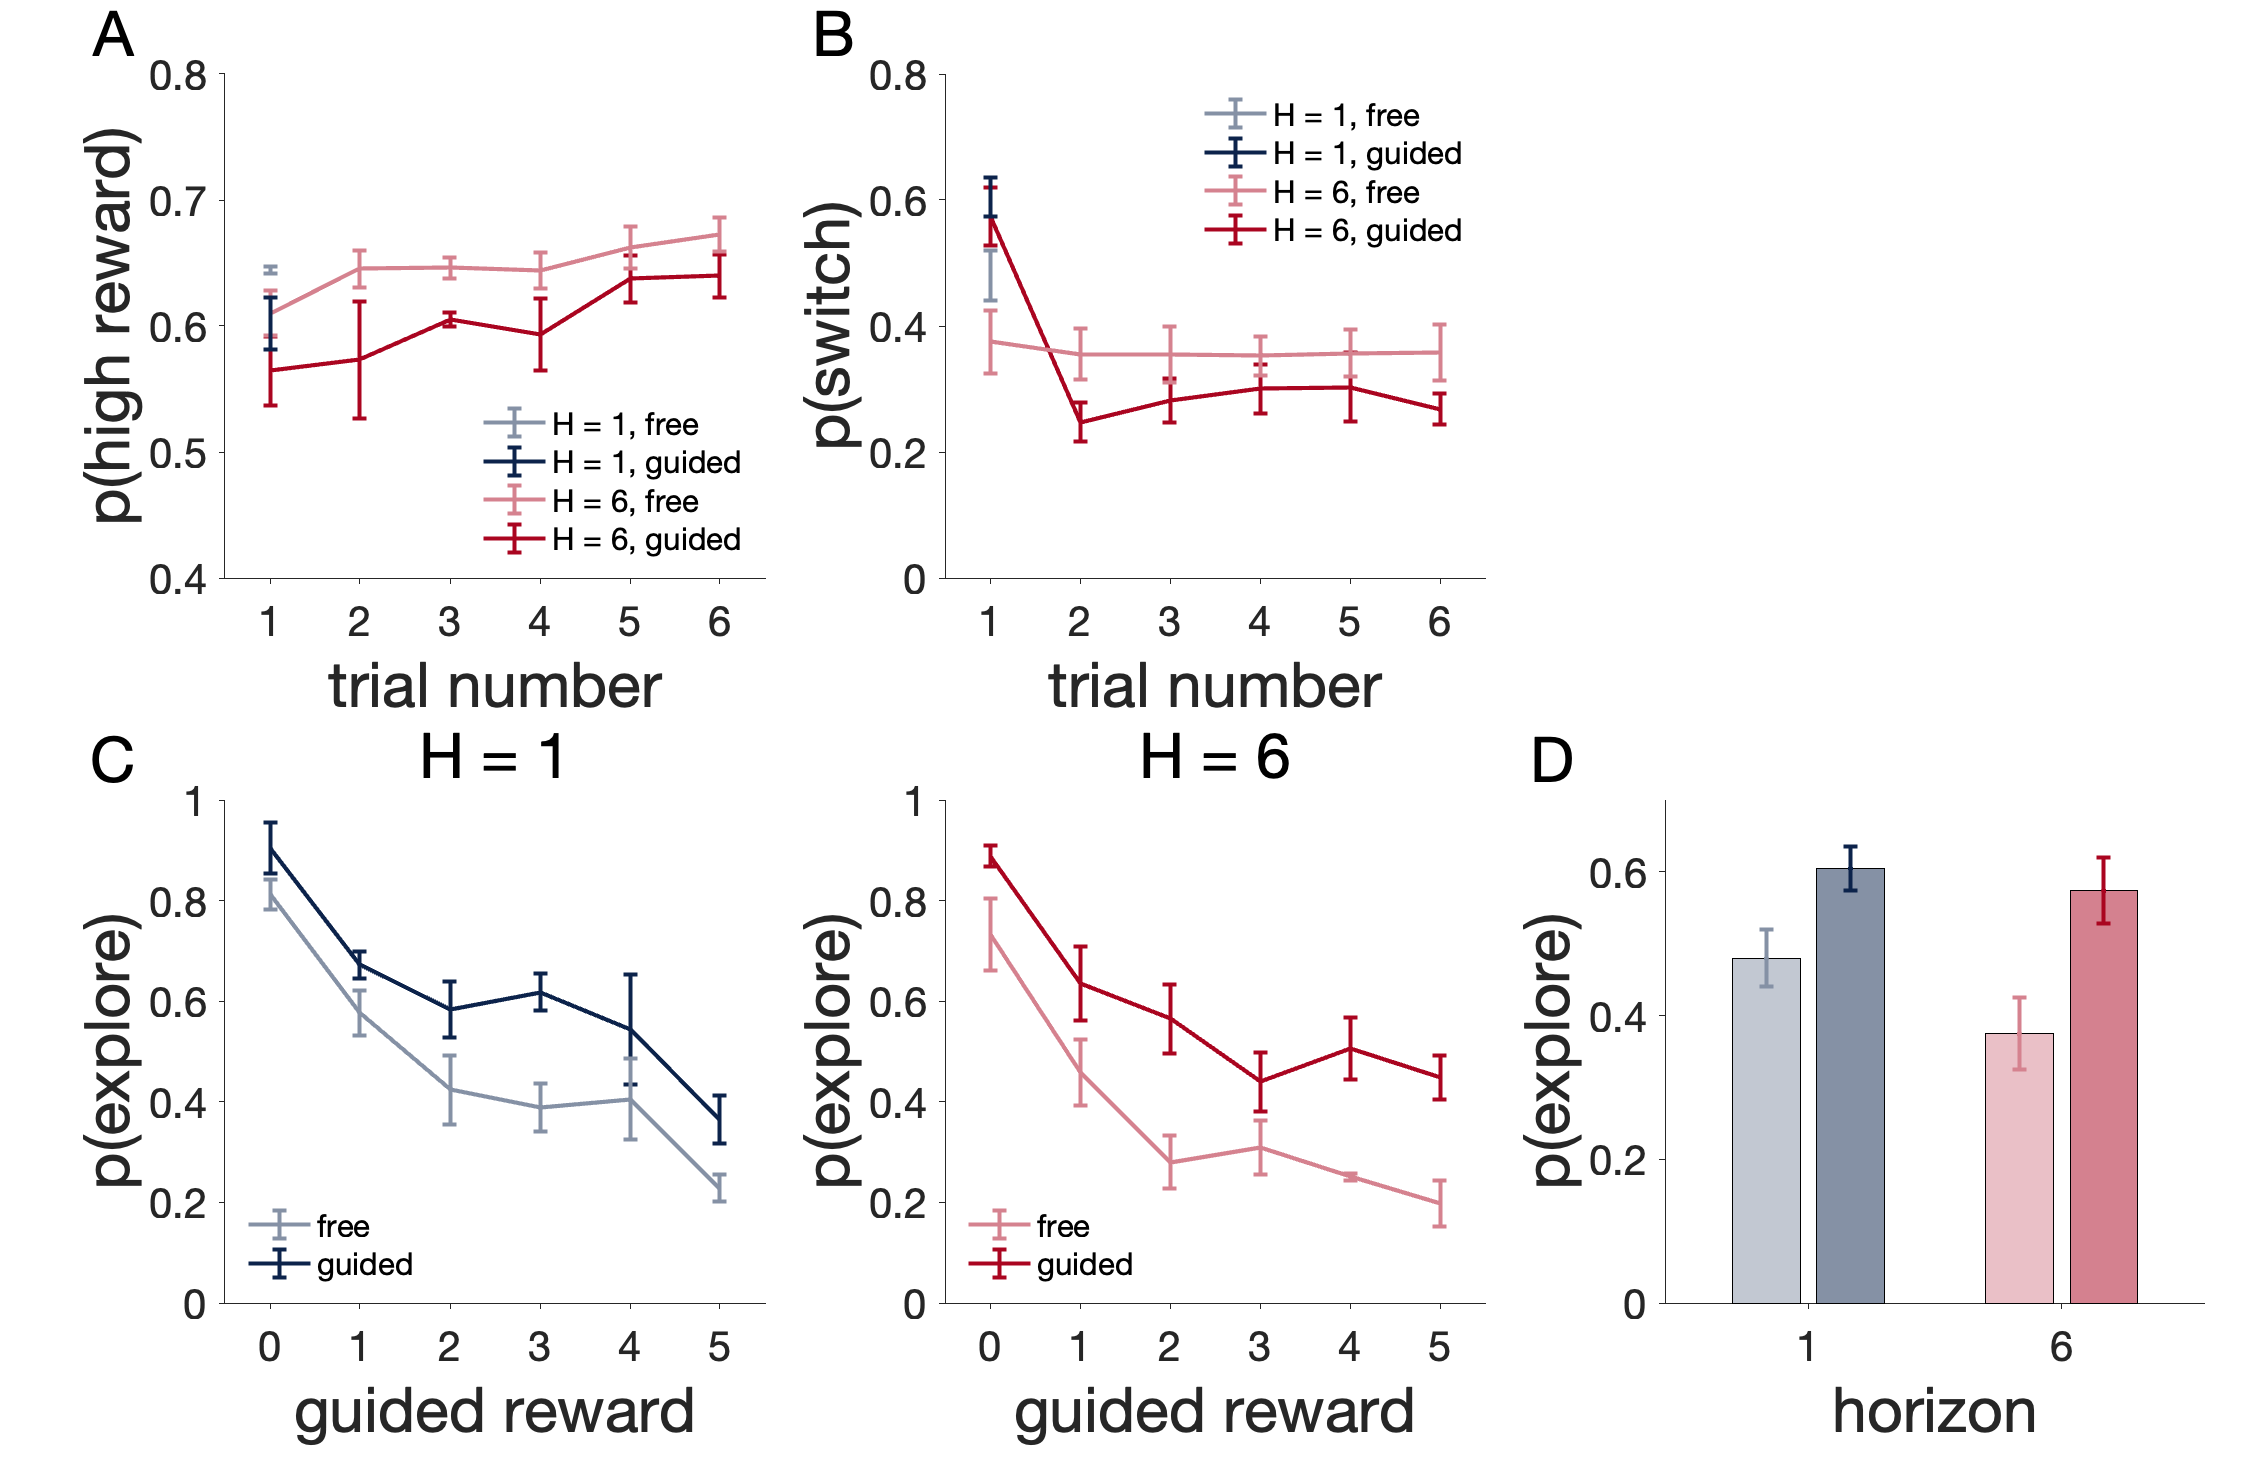 A
0.8
0.7
0.6
0.5
0.4
p(high reward)
H = 1, free
H = 1, guided
H = 6, free
H = 6, guided
1 2 3 4 5 6
trial number
B
0.8
0.6
0.4
0.2
0
p(switch)
H = 1, free
H = 1, guided
H = 6, free
H = 6, guided
1 2 3 4 5 6
trial number
C
H = 1
1
0.8
0.6
0.4
0.2
0
p(explore)
free
guided
0 1 2 3 4 5
guided reward
H = 6
1
0.8
0.6
0.4
0.2
0
p(explore)
free
guided
0 1 2 3 4 5
guided reward
D
0.6
0.4
0.2
0
p(explore)
1 6
horizon